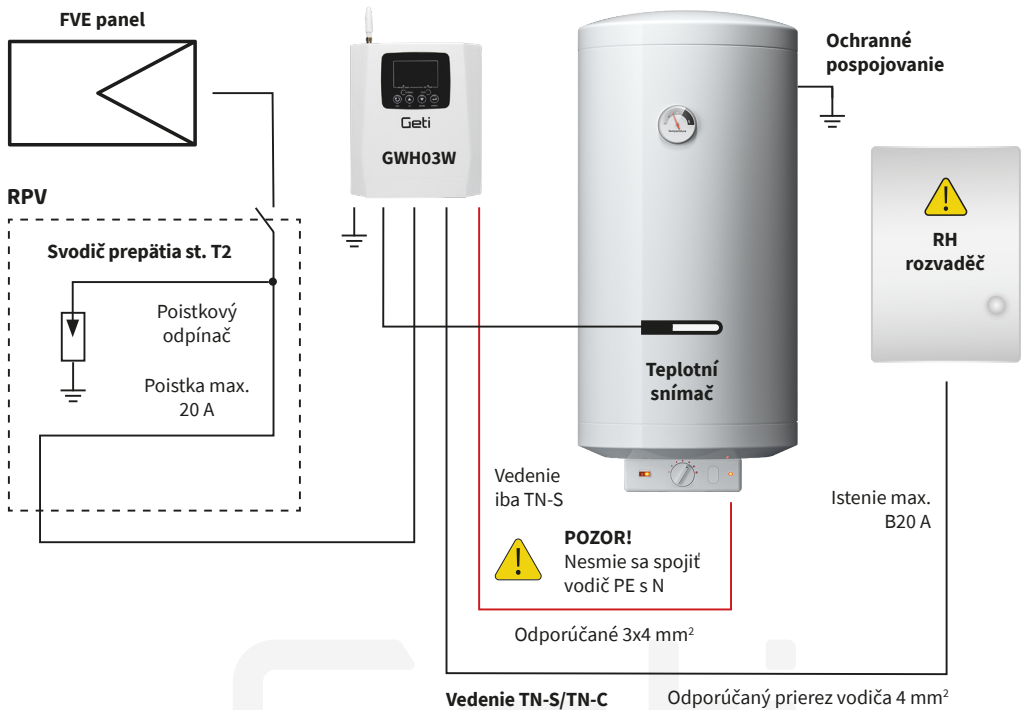 FVE panel
Geti
GWH03W
Ochranné
pospojovanie
RPV
Svodič prepätia st. T2
Poistkový
odpínač
Poistka max.
20 A
RH
rozvaděč
Teplotní
snímač
Vedenie
iba TN-S
POZOR!
Nesmie sa spojiť
vodič PE s N
Istenie max.
B20 A
Odporúčané 3x4 mm²
Vedenie TN-S/TN-C
Odporúčaný prierez vodiča 4 mm²